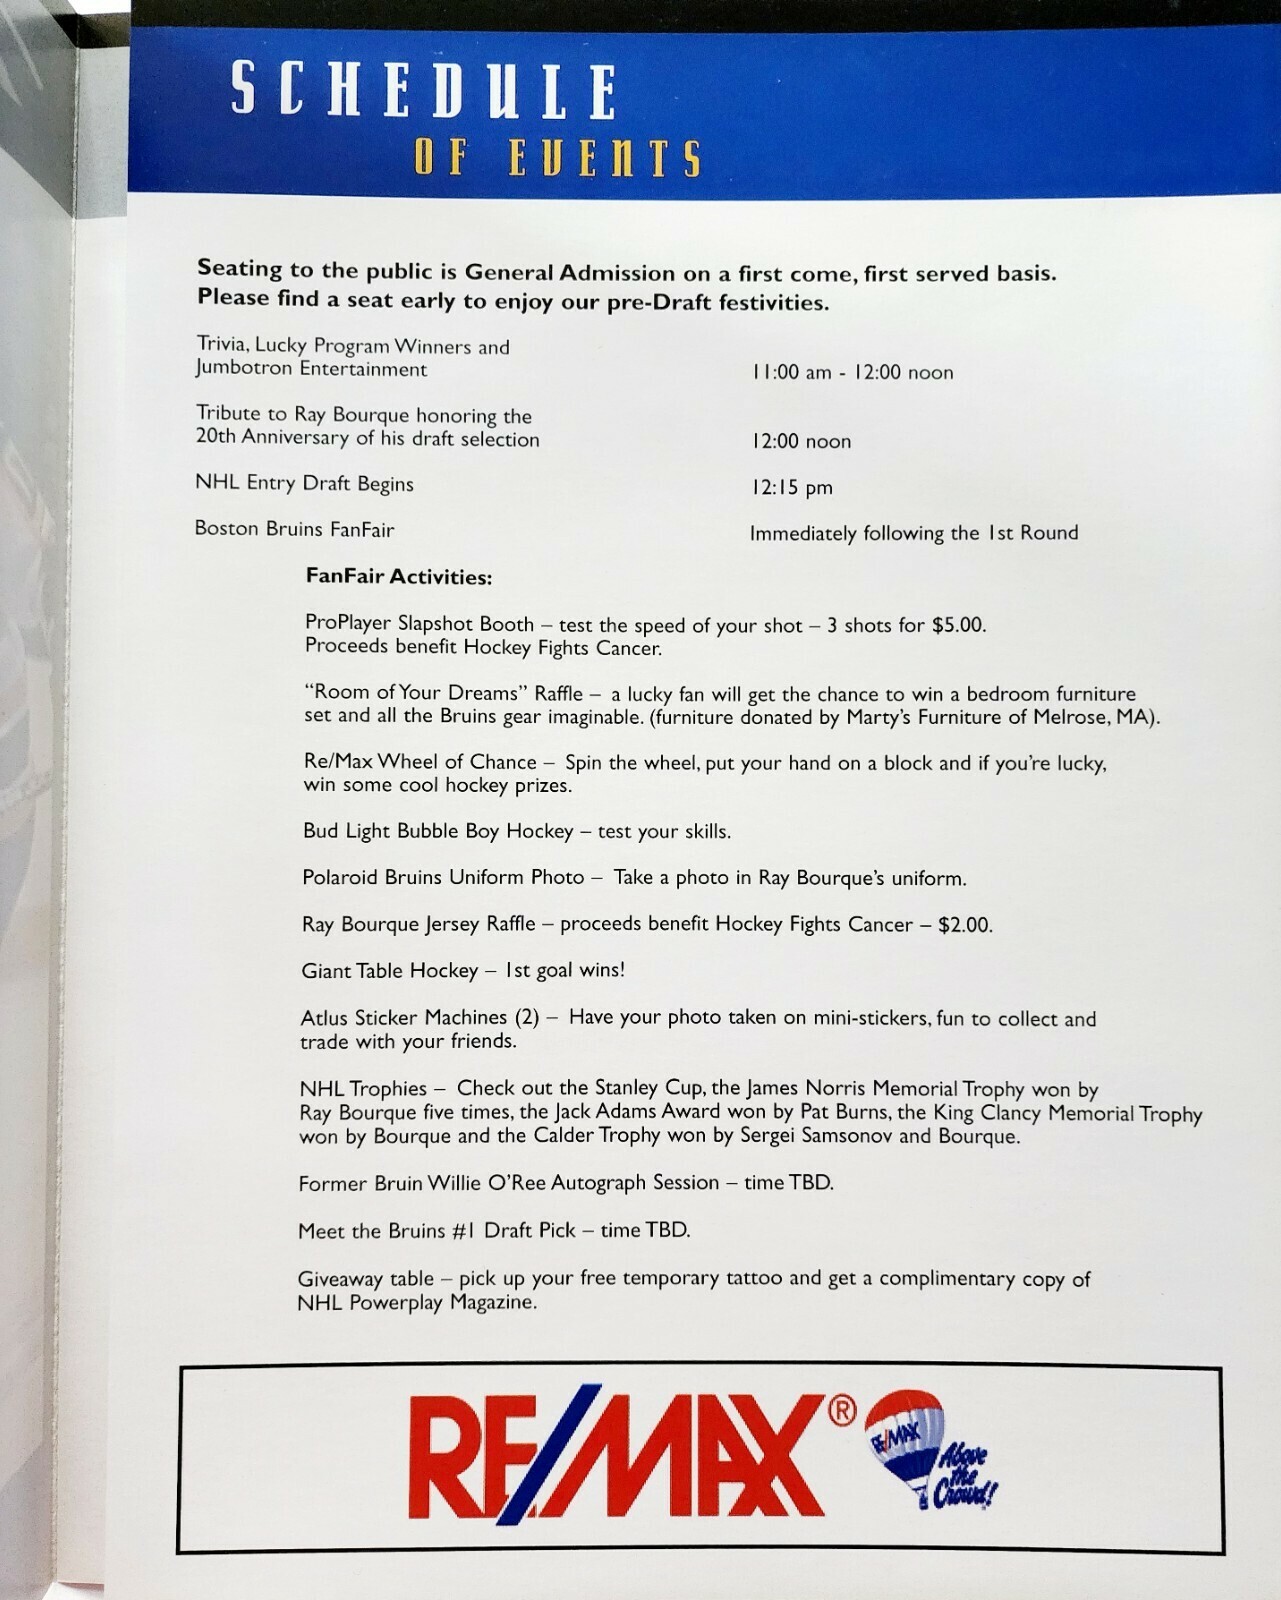 SCHEDULE
OF EVENTS
Seating to the public is General Admission on a first come, first served basis.
Please find a seat early to enjoy our pre-Draft festivities.
Trivia, Lucky Program Winners and
Jumbotron Entertainment 11:00 am - 12:00 noon
Tribute to Ray Bourque honoring the
20th Anniversary of his draft selection 12:00 noon
NHL Entry Draft Begins 12:15 pm
Boston Bruins FanFair Immediately following the 1st Round
FanFair Activities:
ProPlayer Slapshot Booth – test the speed of your shot – 3 shots for $5.00.
Proceeds benefit Hockey Fights Cancer.
“Room of Your Dreams” Raffle – a lucky fan will get the chance to win a bedroom furniture
set and all the Bruins gear imaginable. (furniture donated by Marty’s Furniture of Melrose, MA).
Re/Max Wheel of Chance – Spin the wheel, put your hand on a block and if you’re lucky,
win some cool hockey prizes.
Bud Light Bubble Boy Hockey – test your skills.
Polaroid Bruins Uniform Photo – Take a photo in Ray Bourque’s uniform.
Ray Bourque Jersey Raffle – proceeds benefit Hockey Fights Cancer – $2.00.
Giant Table Hockey – 1st goal wins!
Atlus Sticker Machines (2) – Have your photo taken on mini-stickers, fun to collect and
trade with your friends.
NHL Trophies – Check out the Stanley Cup, the James Norris Memorial Trophy won by
Ray Bourque five times, the Jack Adams Award won by Pat Burns, the King Clancy Memorial Trophy
won by Bourque and the Calder Trophy won by Sergei Samsonov and Bourque.
Former Bruin Willie O’Ree Autograph Session – time TBD.
Meet the Bruins #1 Draft Pick – time TBD.
Giveaway table – pick up your free temporary tattoo and get a complimentary copy of
NHL Powerplay Magazine.
RE/MAX®
RE/MAX
Above
the
Crowd!